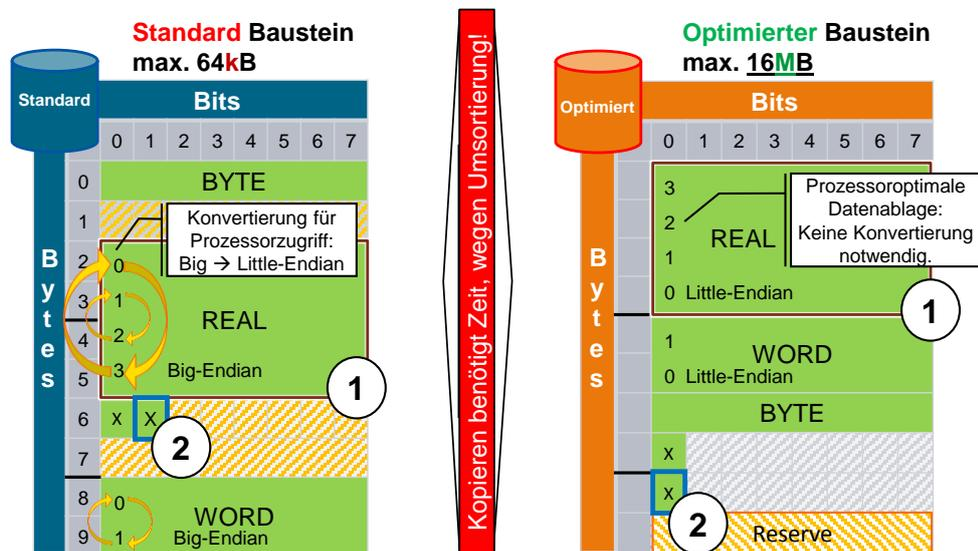 Standard Baustein
max. 64kB
Standard
Bits
0 1 2 3 4 5 6 7
Bytes
0 BYTE
1
Konvertierung für
Prozessorzugriff:
Big → Little-Endian
2 0
3 1
REAL
4 2
5 3 Big-Endian
1
6 X X
2
7
8 0
WORD
9 1 Big-Endian
Kopieren benötigt Zeit, wegen Umsortierung!
Optimierter Baustein
max. 16MB
Optimiert
Bits
0 1 2 3 4 5 6 7
Bytes
3
2
REAL
1
0 Little-Endian
Prozessoroptimale
Datenablage:
Keine Konvertierung
notwendig.
1
1
WORD
0 Little-Endian
BYTE
X
X
2
Reserve